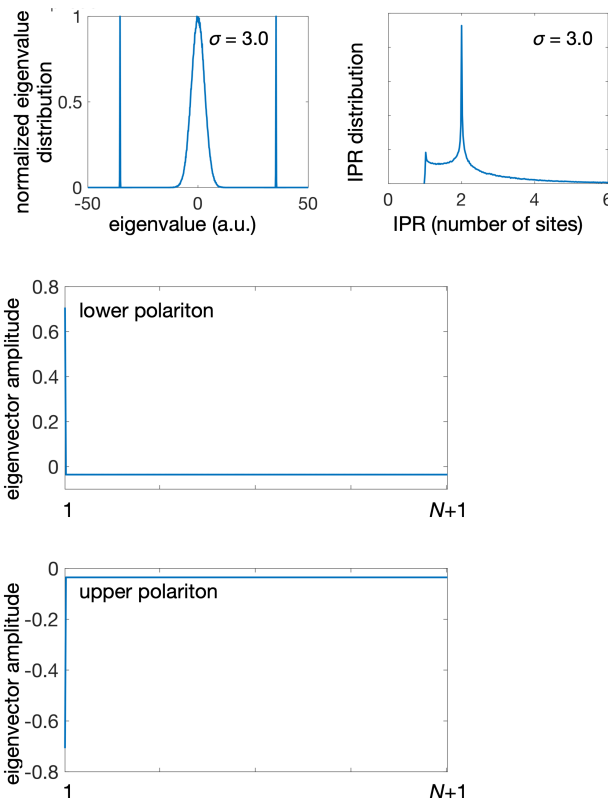 normalized eigenvalue
distribution
1
0.5
0
σ = 3.0
-50
0
50
eigenvalue (a.u.)
IPR distribution
σ = 3.0
0
2
4
6
IPR (number of sites)
eigenvector amplitude
0.8
0.6
0.4
0.2
0
lower polariton
1
N+1
eigenvector amplitude
0
-0.2
-0.4
-0.6
-0.8
upper polariton
1
N+1